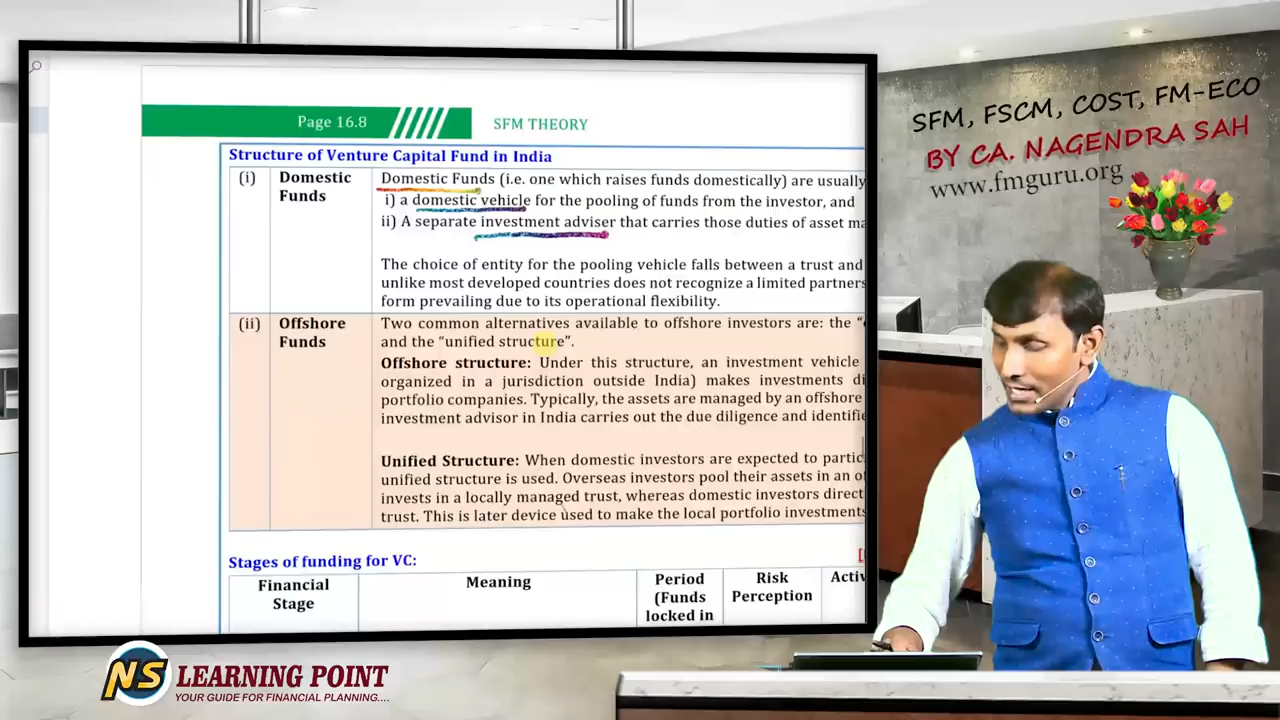 Page 16.8
SFM THEORY
Structure of Venture Capital Fund in India
(i) Domestic Funds
Domestic Funds (i.e. one which raises funds domestically) are usually
i) a domestic vehicle for the pooling of funds from the investor, and
ii) A separate investment adviser that carries those duties of asset
The choice of entity for the pooling vehicle falls between a trust and
unlike most developed countries does not recognize a limited
form prevailing due to its operational flexibility.
(ii) Offshore Funds
Two common alternatives available to offshore investors are: the
and the “unified structure”.
Offshore structure: Under this structure, an investment vehicle
organized in a jurisdiction outside India) makes investments
portfolio companies. Typically, the assets are managed by an offshore
investment advisor in India carries out the due diligence and
Unified Structure: When domestic investors are expected to
unified structure is used. Overseas investors pool their assets in an
invests in a locally managed trust, whereas domestic investors
trust. This is later device used to make the local portfolio investments
Stages of funding for VC:
Financial Stage
Meaning
Period (Funds locked in
Risk Perception
SFM, FSCM, COST, FM-ECO
BY CA. NAGENDRA SAH
www.fmguru.org
NS LEARNING POINT
YOUR GUIDE FOR FINANCIAL PLANNING....